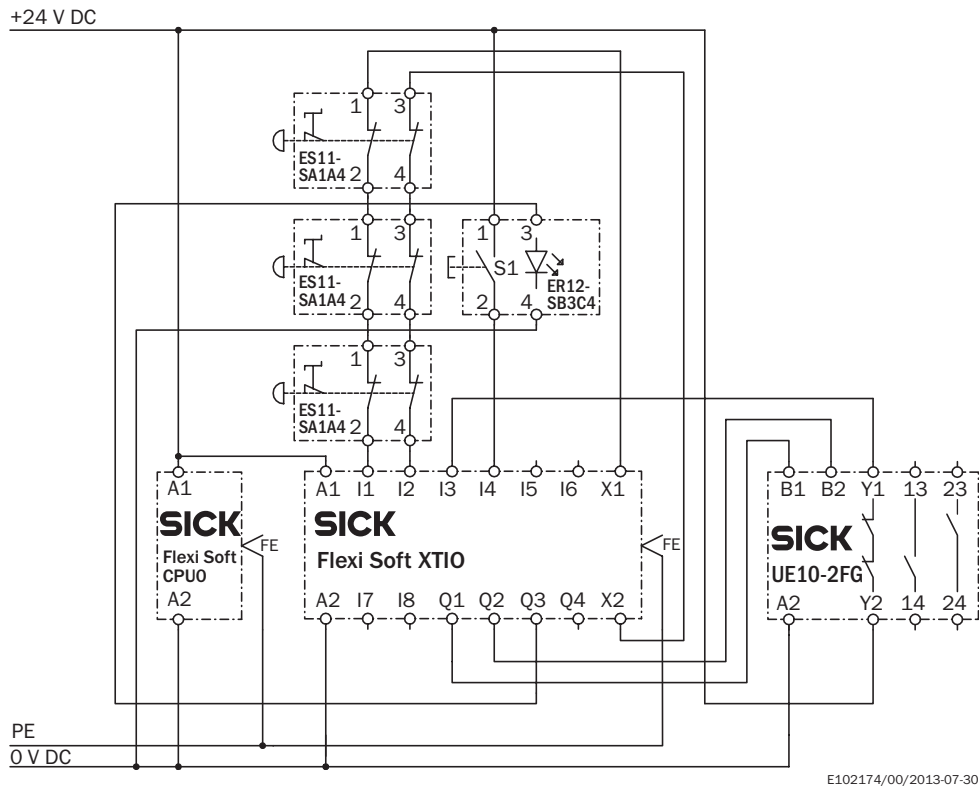 +24 V DC
1 3
ES11-
SA1A4 2 4
1 3
ES11-
SA1A4 2 4
1 3
S1
ER12-
SB3C4
2 4
1 3
ES11-
SA1A4 2 4
A1
SICK
Flexi Soft
CPU0
A2
FE
A1 I1 I2 I3 I4 I5 I6 X1
SICK
Flexi Soft XTIO
A2 I7 I8 Q1 Q2 Q3 Q4 X2
FE
B1 B2 Y1 13 23
SICK
UE10-2FG
A2 Y2 14 24
PE
0 V DC
E102174/00/2013-07-30